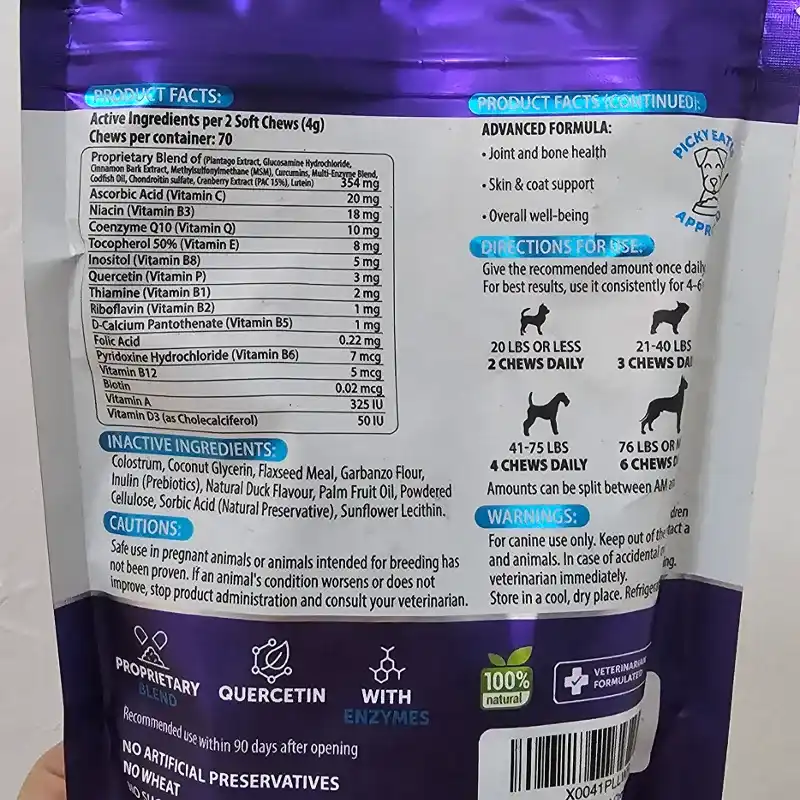 PRODUCT FACTS:
Active Ingredients per 2 Soft Chews (4g)
Chews per container: 70
Proprietary Blend of (Plantago Extract, Glucosamine Hydrochloride,
Cinnamon Bark Extract, Methylsulfonylmethane (MSM), Curcumins, Multi-Enzyme Blend,
Codfish Oil, Chondroitin sulfate, Cranberry Extract (PAC 15%), Lutein) 354 mg
Ascorbic Acid (Vitamin C) 20 mg
Niacin (Vitamin B3) 18 mg
Coenzyme Q10 (Vitamin Q) 10 mg
Tocopherol 50% (Vitamin E) 8 mg
Inositol (Vitamin B8) 5 mg
Quercetin (Vitamin P) 3 mg
Thiamine (Vitamin B1) 2 mg
Riboflavin (Vitamin B2) 1 mg
D-Calcium Pantothenate (Vitamin B5) 1 mg
Folic Acid 0.22 mg
Pyridoxine Hydrochloride (Vitamin B6) 7 mcg
Vitamin B12 5 mcg
Biotin 0.02 mcg
Vitamin A 325 IU
Vitamin D3 (as Cholecalciferol) 50 IU
INACTIVE INGREDIENTS:
Colostrum, Coconut Glycerin, Flaxseed Meal, Garbanzo Flour,
Inulin (Prebiotics), Natural Duck Flavour, Palm Fruit Oil, Powdered
Cellulose, Sorbic Acid (Natural Preservative), Sunflower Lecithin.
CAUTIONS:
Safe use in pregnant animals or animals intended for breeding has
not been proven. If an animal's condition worsens or does not
improve, stop product administration and consult your veterinarian.
PRODUCT FACTS (CONTINUED):
ADVANCED FORMULA:
• Joint and bone health
• Skin & coat support
• Overall well-being
PICKY EAT
APPR
DIRECTIONS FOR USE:
Give the recommended amount once daily
For best results, use it consistently for 4-6
20 LBS OR LESS
2 CHEWS DAILY
21-40 LBS
3 CHEWS DAI
41-75 LBS
4 CHEWS DAILY
76 LBS OR
6 CHEWS
Amounts can be split between AM
WARNINGS:
For canine use only. Keep out of the dren
and animals. In case of accidental tact a
veterinarian immediately. ing.
Store in a cool, dry place. Refrigera
PROPRIETARY
BLEND
QUERCETIN
WITH
ENZYMES
100%
natural
VETERINARIAN
FORMULATED
Recommended use within 90 days after opening
NO ARTIFICIAL PRESERVATIVES
NO WHEAT
X0041PLL